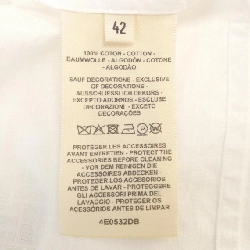 42
100% COTON - COTTON -
BAUMWOLLE - ALGODÓN - COTONE
- ALGODÃO
SAUF DECORATIONS - EXCLUSIVE
OF DECORATIONS -
AUSSCHLIESSLICH DEKORATIONEN -
EXCEPTO ADORNOS - ESCLUSE
DECORAZIONI - EXCETO
DECORAÇÕES
PROTEGER LES ACCESSOIRES
AVANT ENTRETIEN - PROTECT THE
ACCESSORIES BEFORE CLEANING
- VOR DEM REINIGEN DIE
ACCESSOIRES ABDECKEN -
PROTEGER LOS ACCESORIOS
ANTES DE LAVAR - PROTEGGERE
GLI ACCESSORI PRIMA DEL
LAVAGGIO - PROTEGER OS
ACESSÓRIOS ANTES DE LIMPAR
4E0532DB